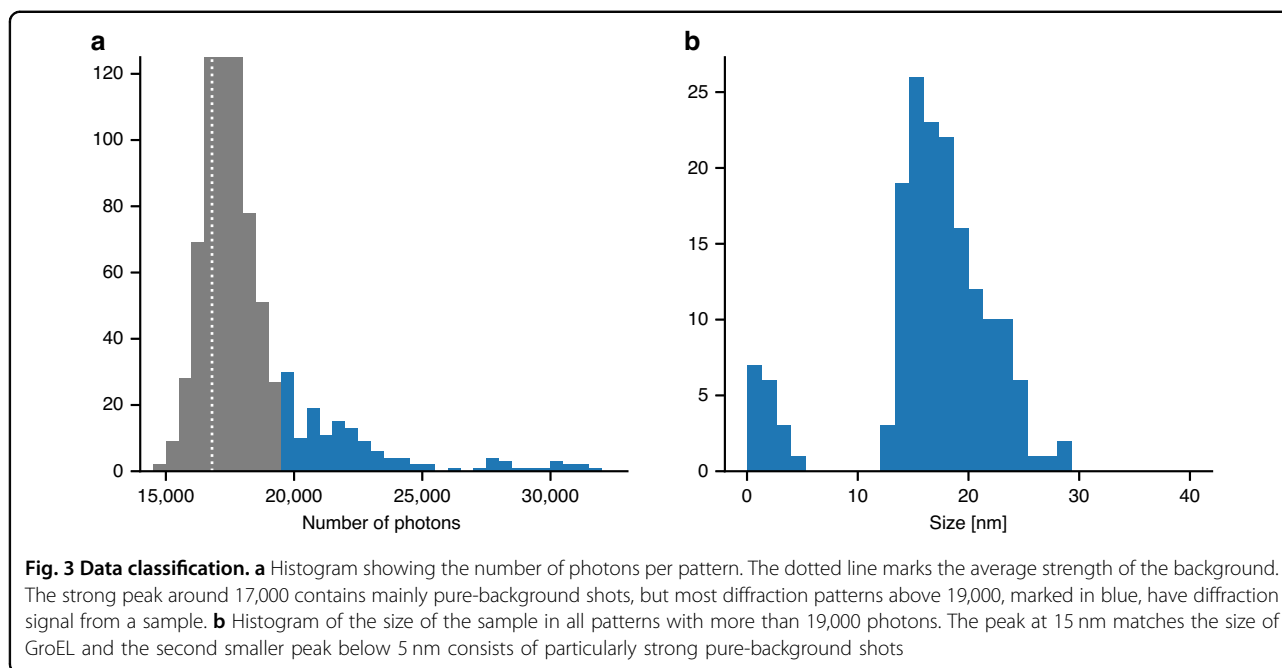 a
120
100
80
60
40
20
0
15,000 20,000 25,000 30,000
Number of photons
b
25
20
15
10
5
0
0 10 20 30 40
Size [nm]
Fig. 3 Data classification. a Histogram showing the number of photons per pattern. The dotted line marks the average strength of the background.
The strong peak around 17,000 contains mainly pure-background shots, but most diffraction patterns above 19,000, marked in blue, have diffraction
signal from a sample. b Histogram of the size of the sample in all patterns with more than 19,000 photons. The peak at 15 nm matches the size of
GroEL and the second smaller peak below 5 nm consists of particularly strong pure-background shots